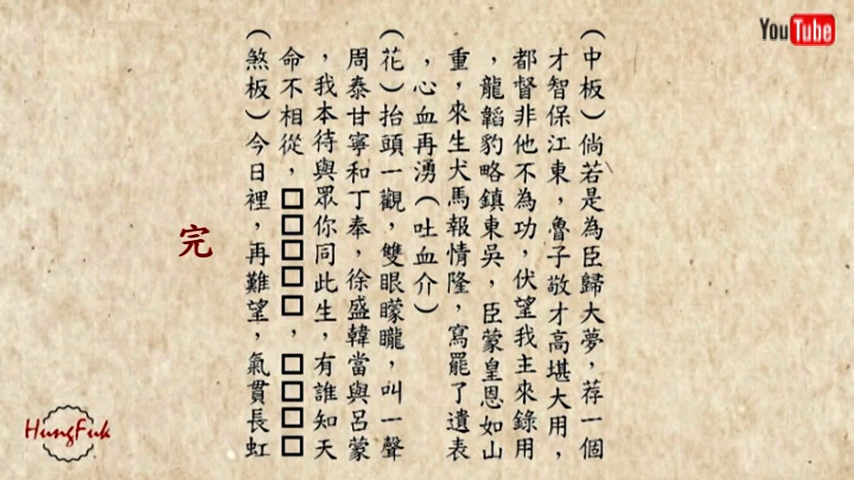 （中板）倘若是為臣歸大夢，荐一個
才智保江東，魯子敬才高堪大用，
都督非他不為功，伏望我主來錄用
，龍韜豹略鎮東吳，臣蒙皇恩如山
重，來生犬馬報情隆，寫罷了遺表
，心血再湧（吐血介）
（花）抬頭一觀，雙眼矇矓，叫一聲
周泰甘寧和丁奉，徐盛韓當與呂蒙
，我本待與眾你同此生，有誰知天
命不相從，□□□□□，□□□□
（煞板）今日裡，再難望，氣貫長虹
完
YouTube
HungFuk